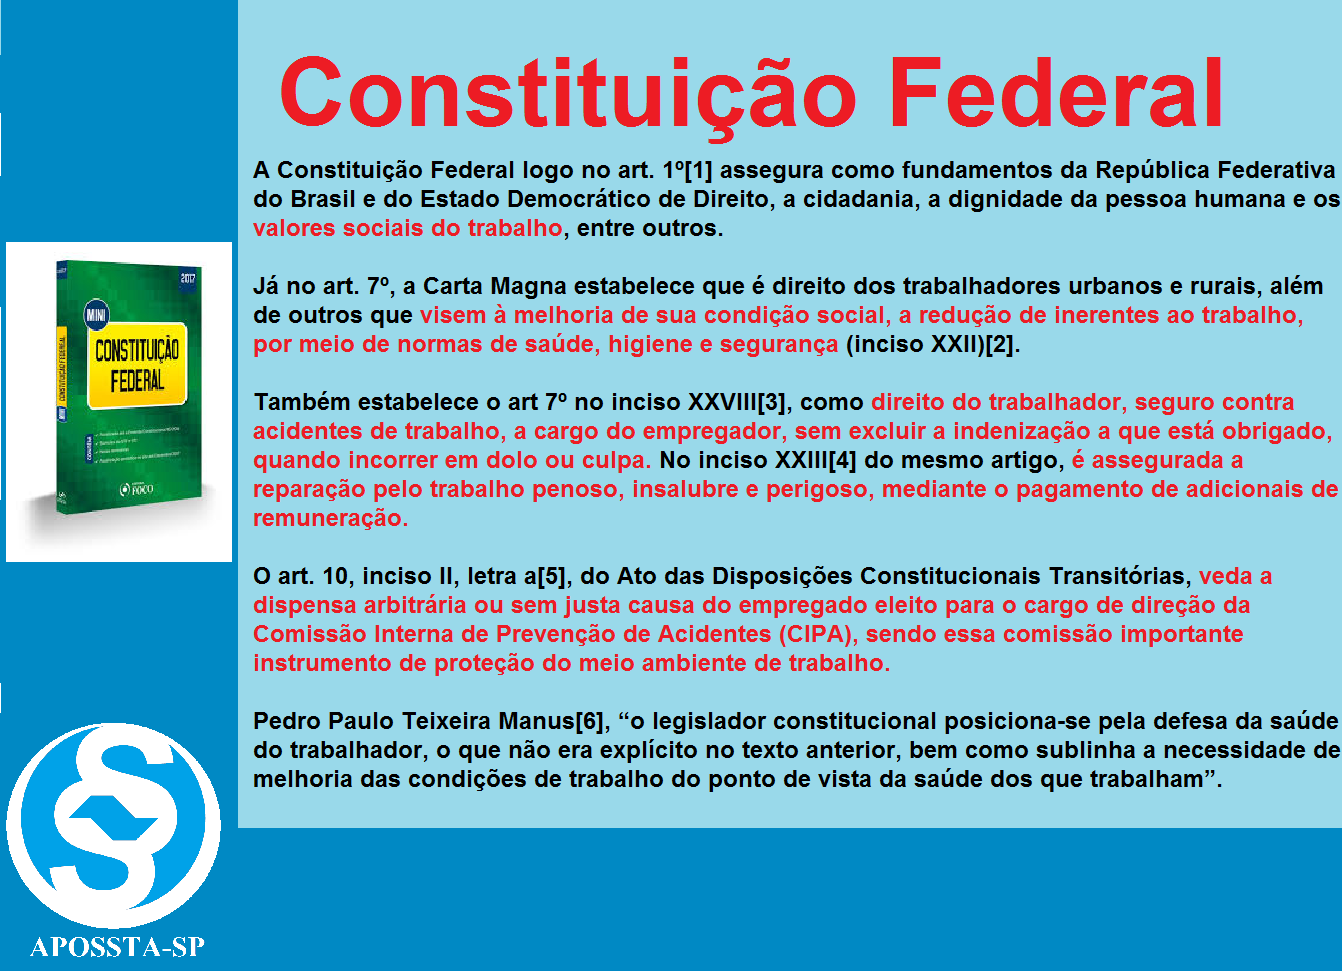 Constituição Federal
A Constituição Federal logo no art. 1º[1] assegura como fundamentos da República Federativa
do Brasil e do Estado Democrático de Direito, a cidadania, a dignidade da pessoa humana e os
valores sociais do trabalho, entre outros.
Já no art. 7º, a Carta Magna estabelece que é direito dos trabalhadores urbanos e rurais, além
de outros que visem à melhoria de sua condição social, a redução de inerentes ao trabalho,
por meio de normas de saúde, higiene e segurança (inciso XXII)[2].
Também estabelece o art 7º no inciso XXVIII[3], como direito do trabalhador, seguro contra
acidentes de trabalho, a cargo do empregador, sem excluir a indenização a que está obrigado,
quando incorrer em dolo ou culpa. No inciso XXIII[4] do mesmo artigo, é assegurada a
reparação pelo trabalho penoso, insalubre e perigoso, mediante o pagamento de adicionais de
remuneração.
O art. 10, inciso II, letra a[5], do Ato das Disposições Constitucionais Transitórias, veda a
dispensa arbitrária ou sem justa causa do empregado eleito para o cargo de direção da
Comissão Interna de Prevenção de Acidentes (CIPA), sendo essa comissão importante
instrumento de proteção do meio ambiente de trabalho.
Pedro Paulo Teixeira Manus[6], “o legislador constitucional posiciona-se pela defesa da saúde
do trabalhador, o que não era explícito no texto anterior, bem como sublinha a necessidade de
melhoria das condições de trabalho do ponto de vista da saúde dos que trabalham”.
2017
MINI
CONSTITUIÇÃO
FEDERAL
CONSTITUIÇÃO FEDERAL
MINI
FOCO
APOSSTA-SP